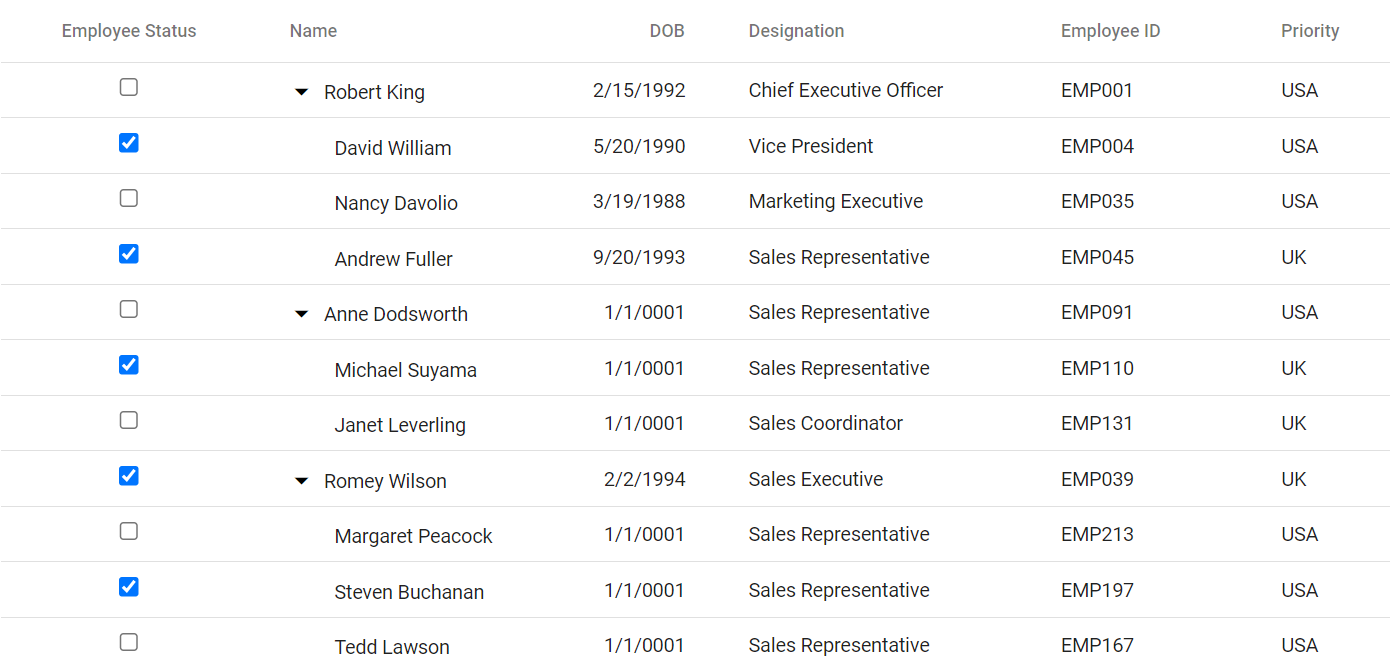 Employee Status Name DOB Designation Employee ID Priority
Robert King 2/15/1992 Chief Executive Officer EMP001 USA
David William 5/20/1990 Vice President EMP004 USA
Nancy Davolio 3/19/1988 Marketing Executive EMP035 USA
Andrew Fuller 9/20/1993 Sales Representative EMP045 UK
Anne Dodsworth 1/1/0001 Sales Representative EMP091 USA
Michael Suyama 1/1/0001 Sales Representative EMP110 UK
Janet Leverling 1/1/0001 Sales Coordinator EMP131 UK
Romey Wilson 2/2/1994 Sales Executive EMP039 UK
Margaret Peacock 1/1/0001 Sales Representative EMP213 USA
Steven Buchanan 1/1/0001 Sales Representative EMP197 USA
Tedd Lawson 1/1/0001 Sales Representative EMP167 USA